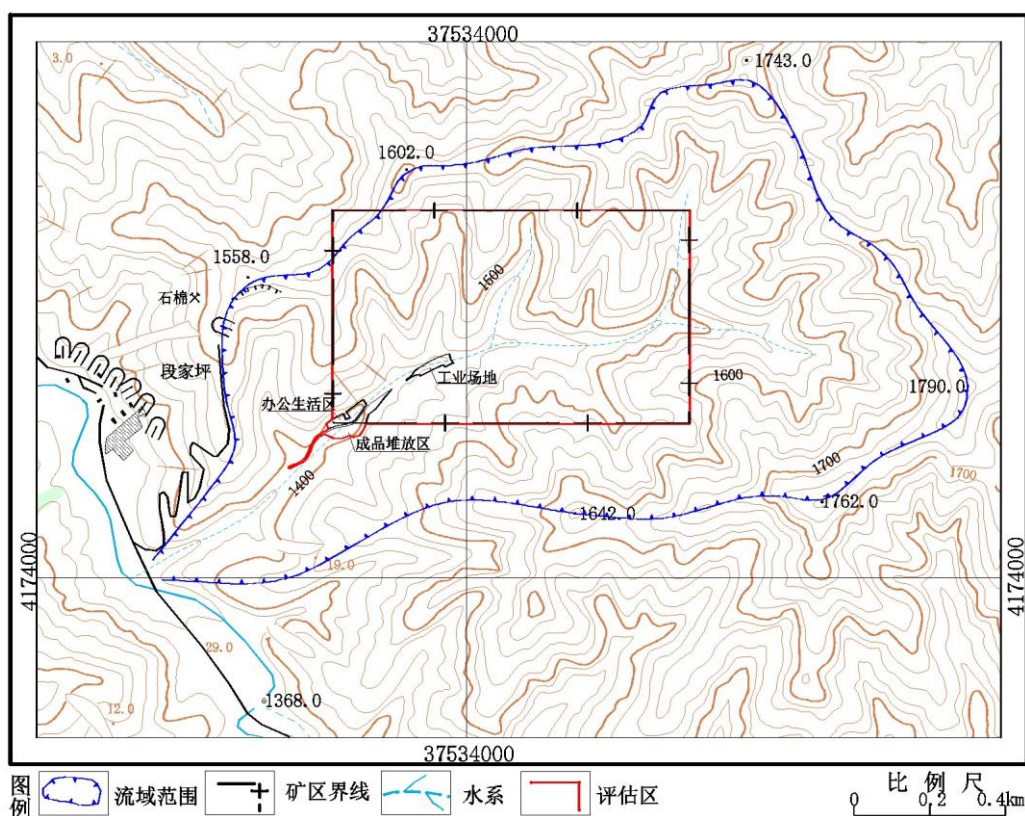 37534000
3.0
1743.0
1602.0
1558.0
1600
石棉
段家坪
工业场地
1600
1790.0
办公生活区
成品堆放区
1700
1700
1400
1762.0
1642.0
4174000
19.0
4174000
29.0
1368.0
12.0
37534000
图例
流域范围
矿区界线
水系
评估区
比例尺
0 0.2 0.4km